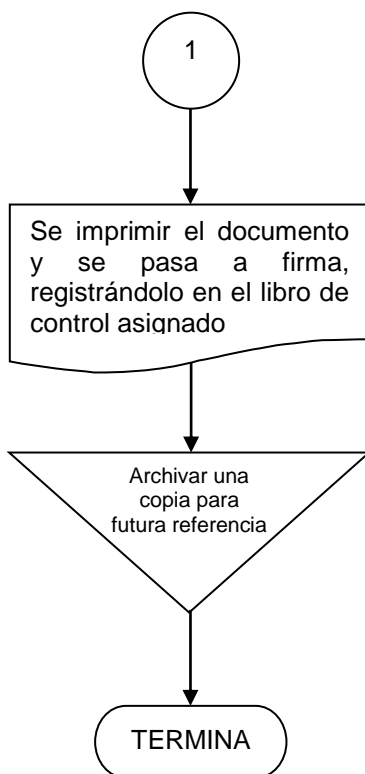 1
Se imprimir el documento
y se pasa a firma,
registrándolo en el libro de
control asignado
Archivar una
copia para
futura referencia
TERMINA